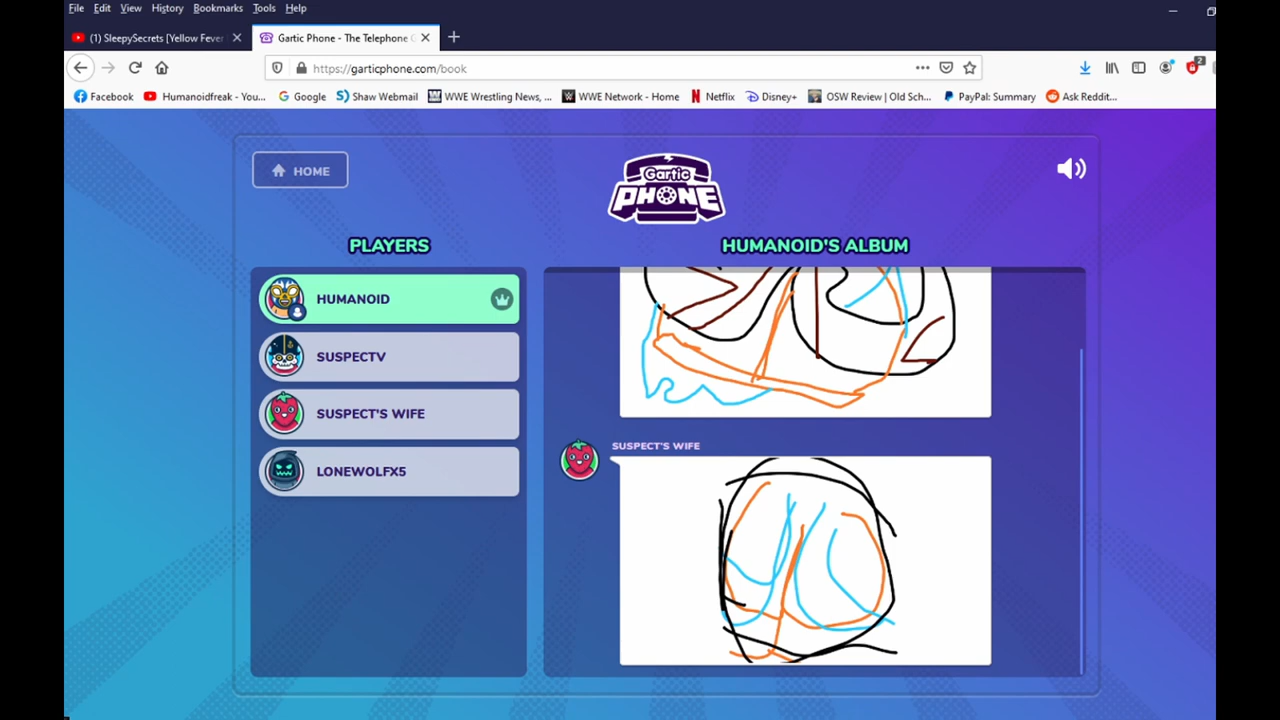 File Edit View History Bookmarks Tools Help
(1) SleepySecrets [Yellow Fever
Gartic Phone - The Telephone G
https://garticphone.com/book
Facebook Humanoidfreak - You... Google Shaw Webmail WWE Wrestling News, ... WWE Network - Home Netflix Disney+ OSW Review | Old Sch... PayPal: Summary Ask Reddit...
2
HOME
Gartic
PHONE
PLAYERS
HUMANOID'S ALBUM
HUMANOID
SUSPECTV
SUSPECT'S WIFE
LONEWOLFX5
SUSPECT'S WIFE